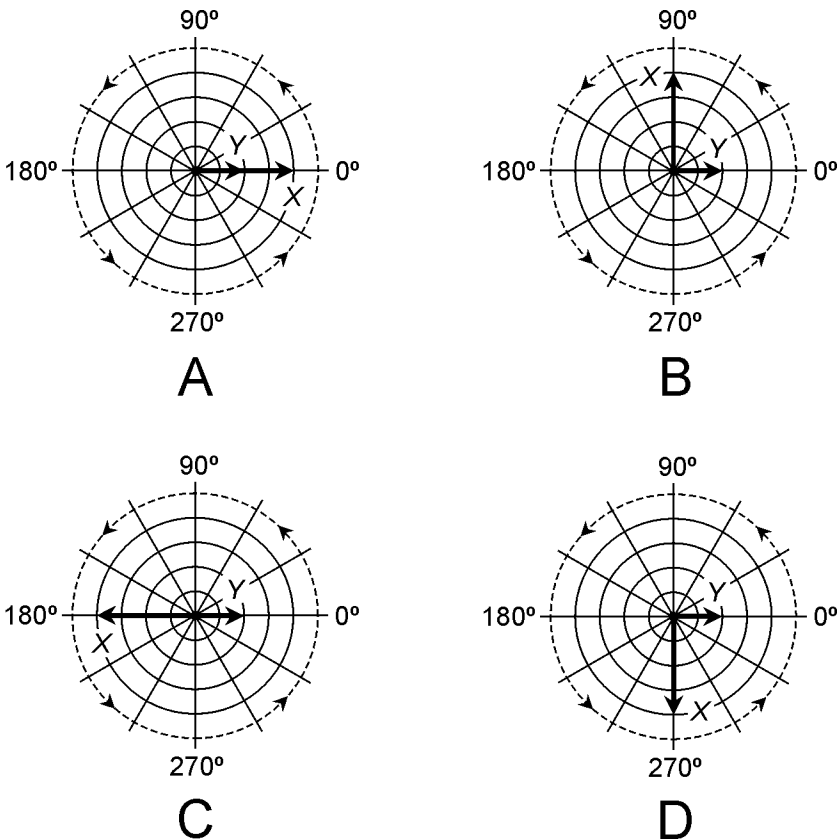 90º 90º
Y X Y
180º 0º 180º 0º
X
270º 270º
A B
90º 90º
Y Y
180º 0º 180º 0º
X X
270º 270º
C D